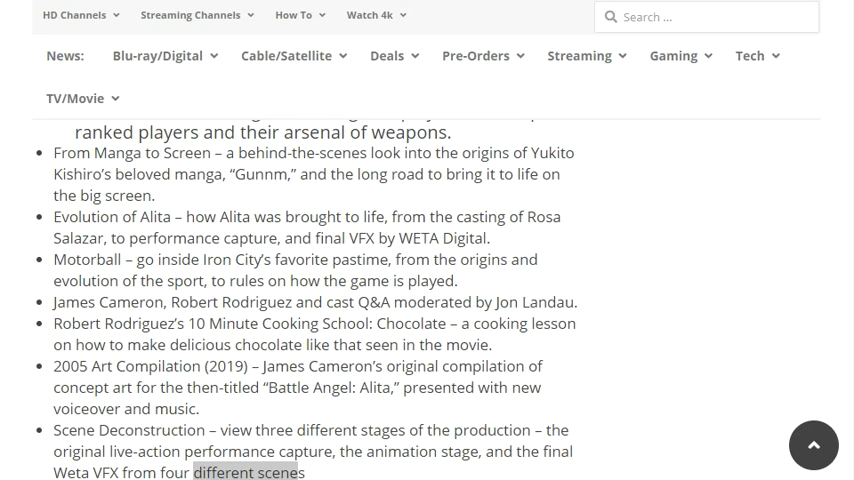 HD Channels Streaming Channels How To Watch 4k Search ...
News: Blu-ray/Digital Cable/Satellite Deals Pre-Orders Streaming Gaming Tech
TV/Movie
ranked players and their arsenal of weapons.
From Manga to Screen – a behind-the-scenes look into the origins of Yukito
Kishiro’s beloved manga, “Gunnm,” and the long road to bring it to life on
the big screen.
Evolution of Alita – how Alita was brought to life, from the casting of Rosa
Salazar, to performance capture, and final VFX by WETA Digital.
Motorball – go inside Iron City’s favorite pastime, from the origins and
evolution of the sport, to rules on how the game is played.
James Cameron, Robert Rodriguez and cast Q&A moderated by Jon Landau.
Robert Rodriguez’s 10 Minute Cooking School: Chocolate – a cooking lesson
on how to make delicious chocolate like that seen in the movie.
2005 Art Compilation (2019) – James Cameron’s original compilation of
concept art for the then-titled “Battle Angel: Alita,” presented with new
voiceover and music.
Scene Deconstruction – view three different stages of the production – the
original live-action performance capture, the animation stage, and the final
Weta VFX from four different scenes